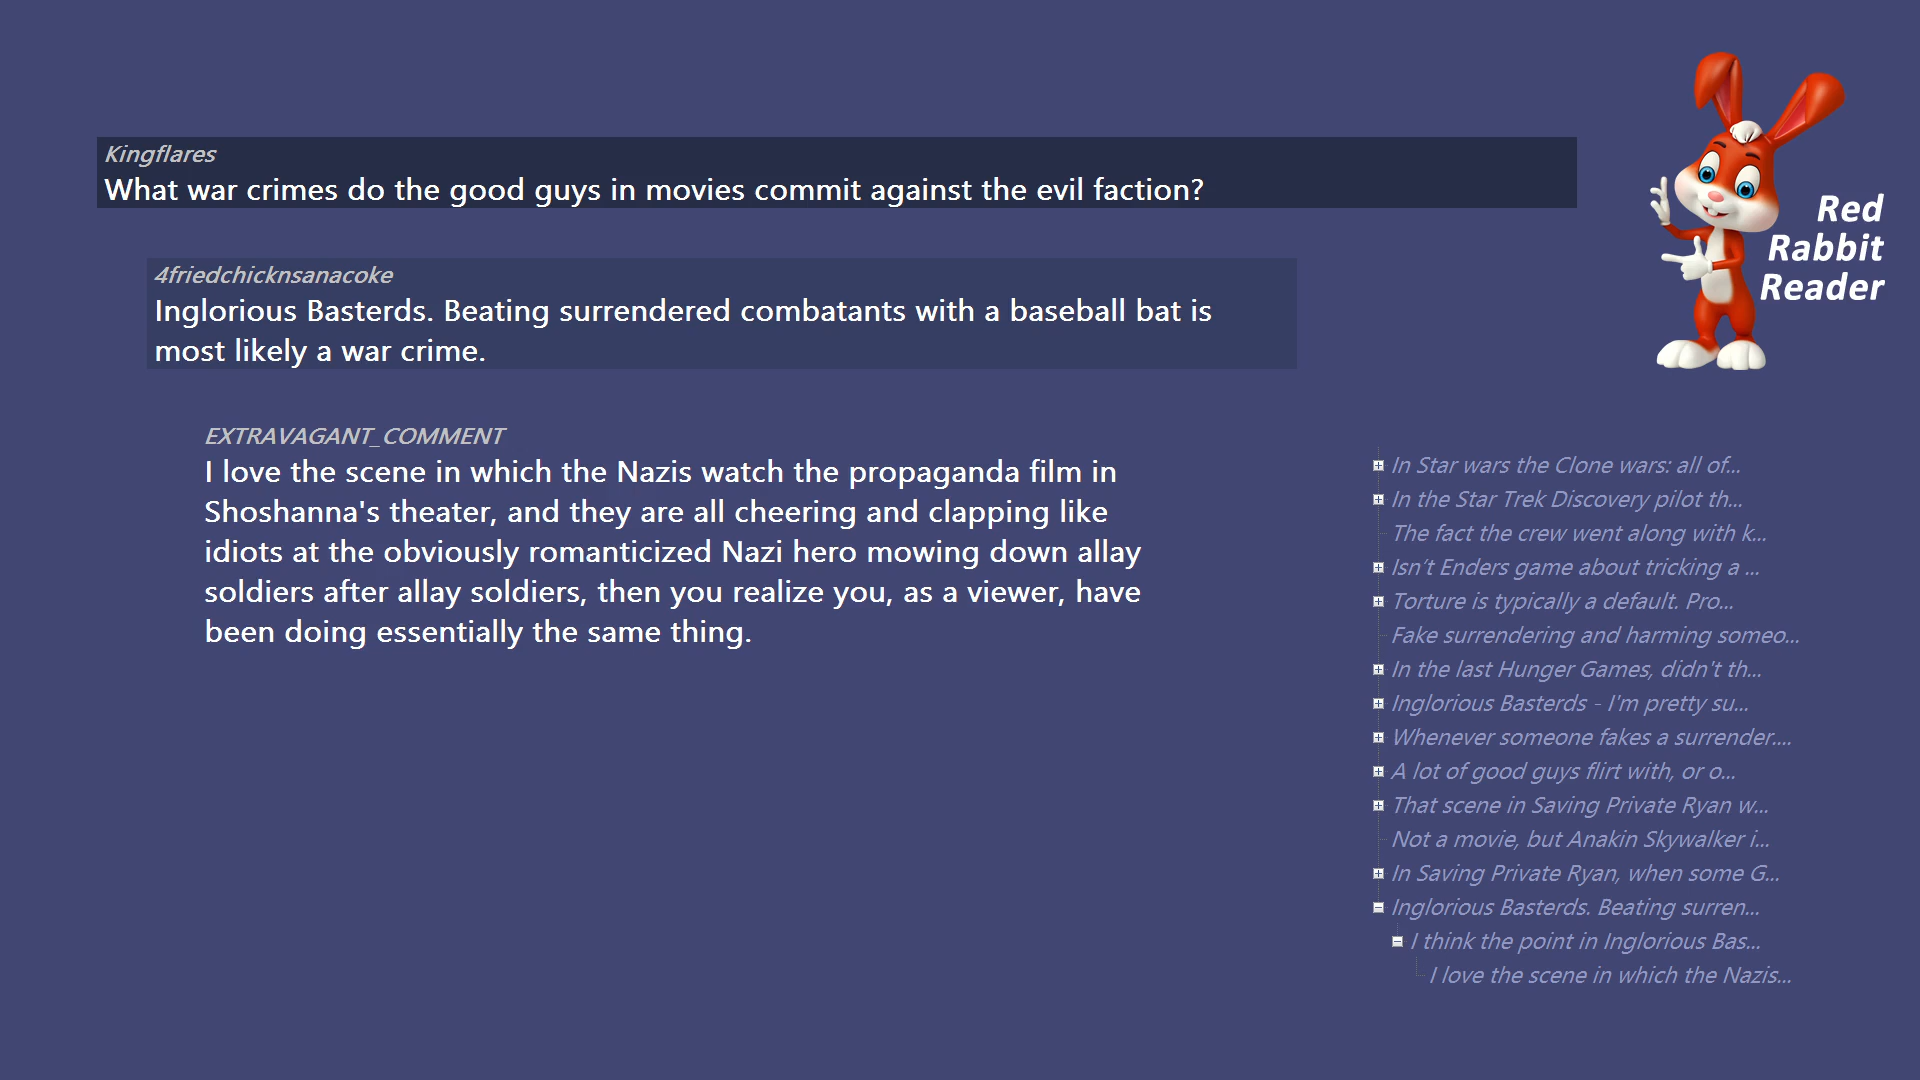 Kingflares
What war crimes do the good guys in movies commit against the evil faction?
4friedchicknsanacoke
Inglorious Basterds. Beating surrendered combatants with a baseball bat is
most likely a war crime.
EXTRAVAGANT_COMMENT
I love the scene in which the Nazis watch the propaganda film in
Shoshanna's theater, and they are all cheering and clapping like
idiots at the obviously romanticized Nazi hero mowing down allay
soldiers after allay soldiers, then you realize you, as a viewer, have
been doing essentially the same thing.
Red
Rabbit
Reader
In Star wars the Clone wars: all of...
In the Star Trek Discovery pilot th...
The fact the crew went along with k...
Isn’t Enders game about tricking a ...
Torture is typically a default. Pro...
Fake surrendering and harming someo...
In the last Hunger Games, didn't th...
Inglorious Basterds - I'm pretty su...
Whenever someone fakes a surrender....
A lot of good guys flirt with, or o...
That scene in Saving Private Ryan w...
Not a movie, but Anakin Skywalker i...
In Saving Private Ryan, when some G...
Inglorious Basterds. Beating surren...
I think the point in Inglorious Bas...
I love the scene in which the Nazis...